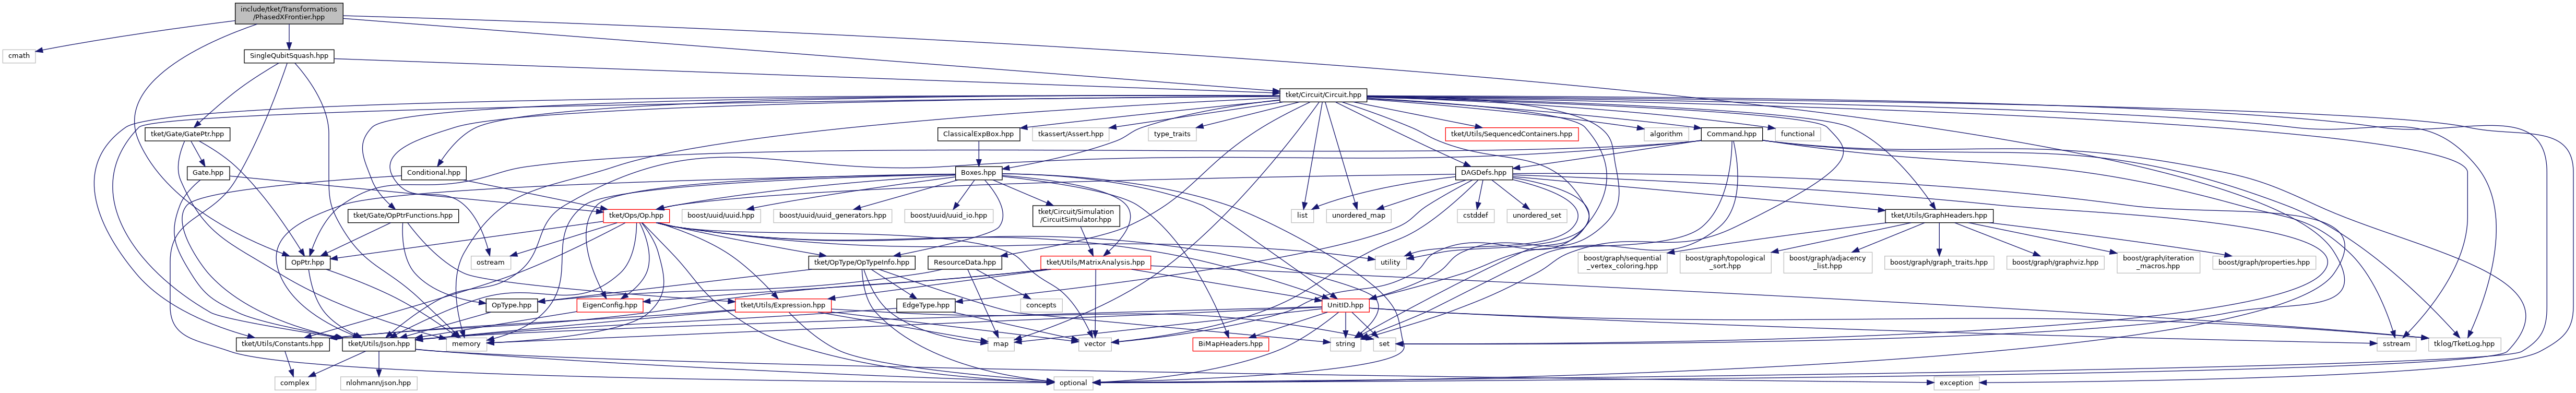 include/tket/Transformations
/PhasedXFrontier.hpp
cmath
SingleQubitSquash.hpp
tket/Circuit/Circuit.hpp
tket/Gate/GatePtr.hpp
ClassicalExpBox.hpp
tkassert/Assert.hpp
type_traits
tket/Utils/SequencedContainers.hpp
algorithm
Command.hpp
functional
Gate.hpp
Conditional.hpp
Boxes.hpp
DAGDefs.hpp
tket/Gate/OpPtrFunctions.hpp
tket/Ops/Op.hpp
boost/uuid/uuid.hpp
boost/uuid/uuid_generators.hpp
boost/uuid/uuid_io.hpp
tket/Circuit/Simulation
/CircuitSimulator.hpp
list
unordered_map
cstddef
unordered_set
tket/Utils/GraphHeaders.hpp
OpPtr.hpp
ostream
tket/OpType/OpTypeInfo.hpp
ResourceData.hpp
tket/Utils/MatrixAnalysis.hpp
utility
boost/graph/sequential
_vertex_coloring.hpp
boost/graph/topological
_sort.hpp
boost/graph/adjacency
_list.hpp
boost/graph/graph_traits.hpp
boost/graph/graphviz.hpp
boost/graph/iteration
_macros.hpp
boost/graph/properties.hpp
OpType.hpp
EigenConfig.hpp
tket/Utils/Expression.hpp
EdgeType.hpp
concepts
UnitID.hpp
tket/Utils/Constants.hpp
tket/Utils/Json.hpp
memory
map
vector
BiMapHeaders.hpp
string
set
sstream
tklog/TketLog.hpp
complex
nlohmann/json.hpp
optional
exception